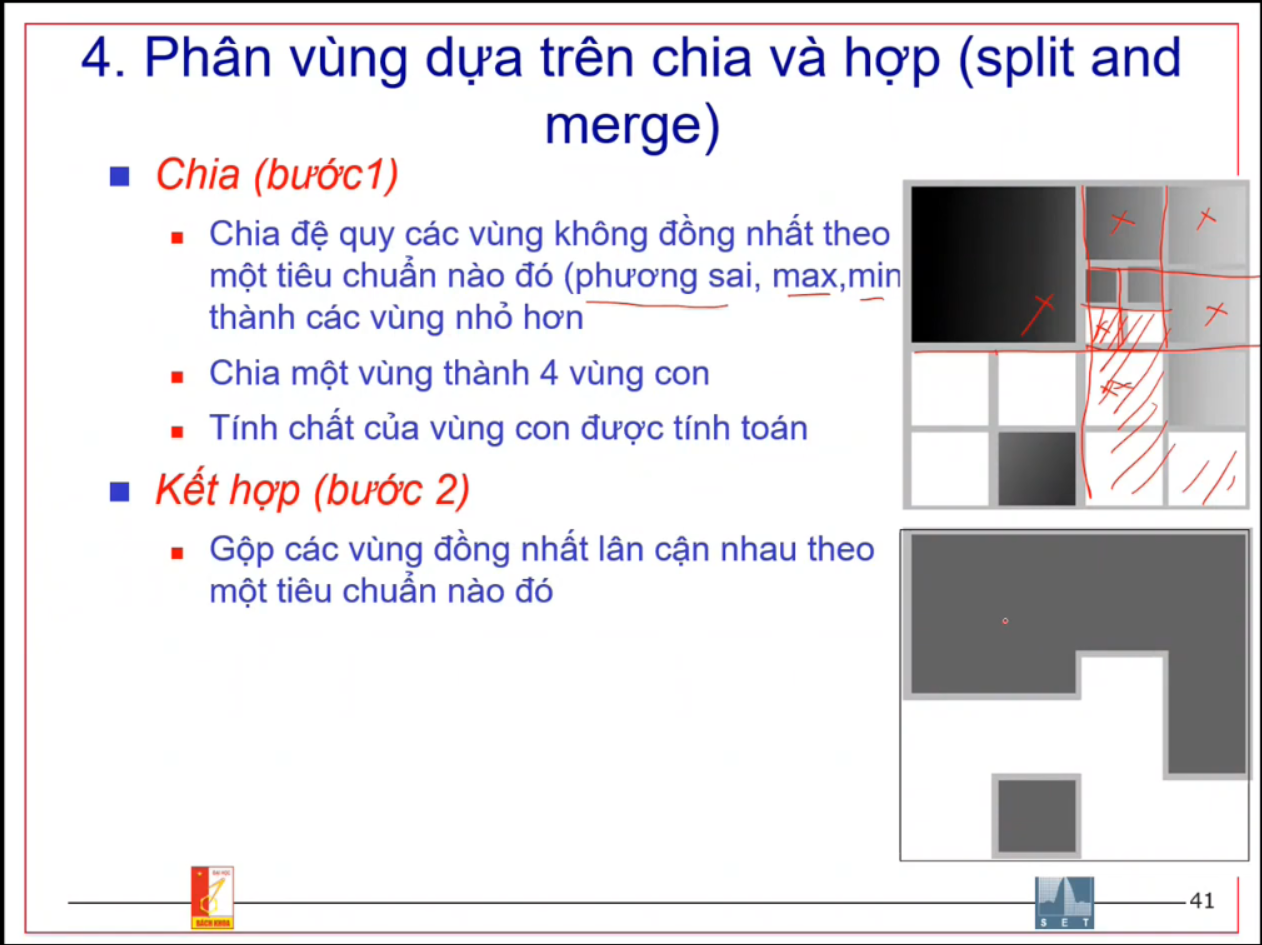 4. Phân vùng dựa trên chia và hợp (split and
merge)
Chia (bước1)
Chia đệ quy các vùng không đồng nhất theo
một tiêu chuẩn nào đó (phương sai, max,min
thành các vùng nhỏ hơn
Chia một vùng thành 4 vùng con
Tính chất của vùng con được tính toán
Kết hợp (bước 2)
Gộp các vùng đồng nhất lân cận nhau theo
một tiêu chuẩn nào đó
ĐẠI HỌC
BÁCH KHOA
S E T
41